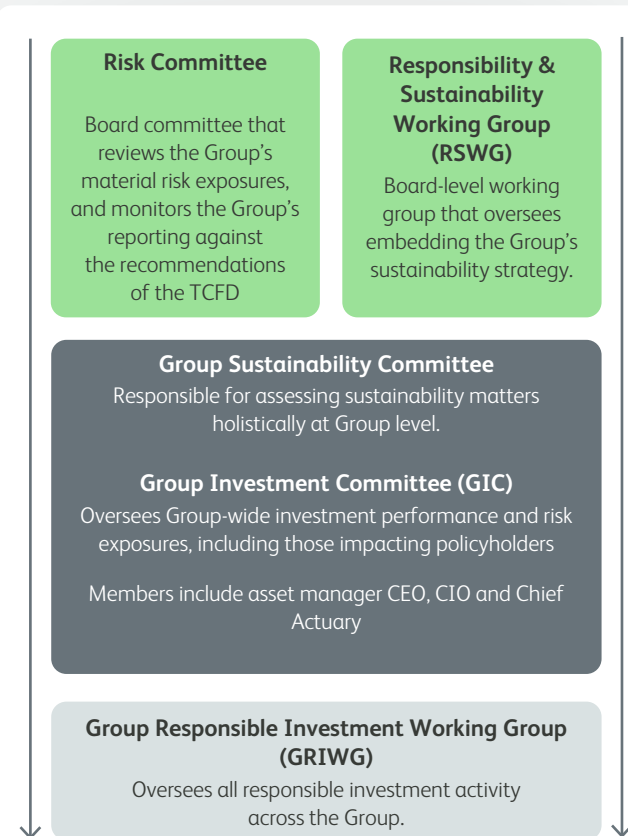 Risk Committee
Board committee that
reviews the Group's
material risk exposures,
and monitors the Group's
reporting against
the recommendations
of the TCFD
Responsibility &
Sustainability
Working Group
(RSWG)
Board-level working
group that oversees
embedding the Group's
sustainability strategy.
Group Sustainability Committee
Responsible for assessing sustainability matters
holistically at Group level.
Group Investment Committee (GIC)
Oversees Group-wide investment performance and risk
exposures, including those impacting policyholders
Members include asset manager CEO, CIO and Chief
Actuary
Group Responsible Investment Working Group
(GRIWG)
Oversees all responsible investment activity
across the Group.